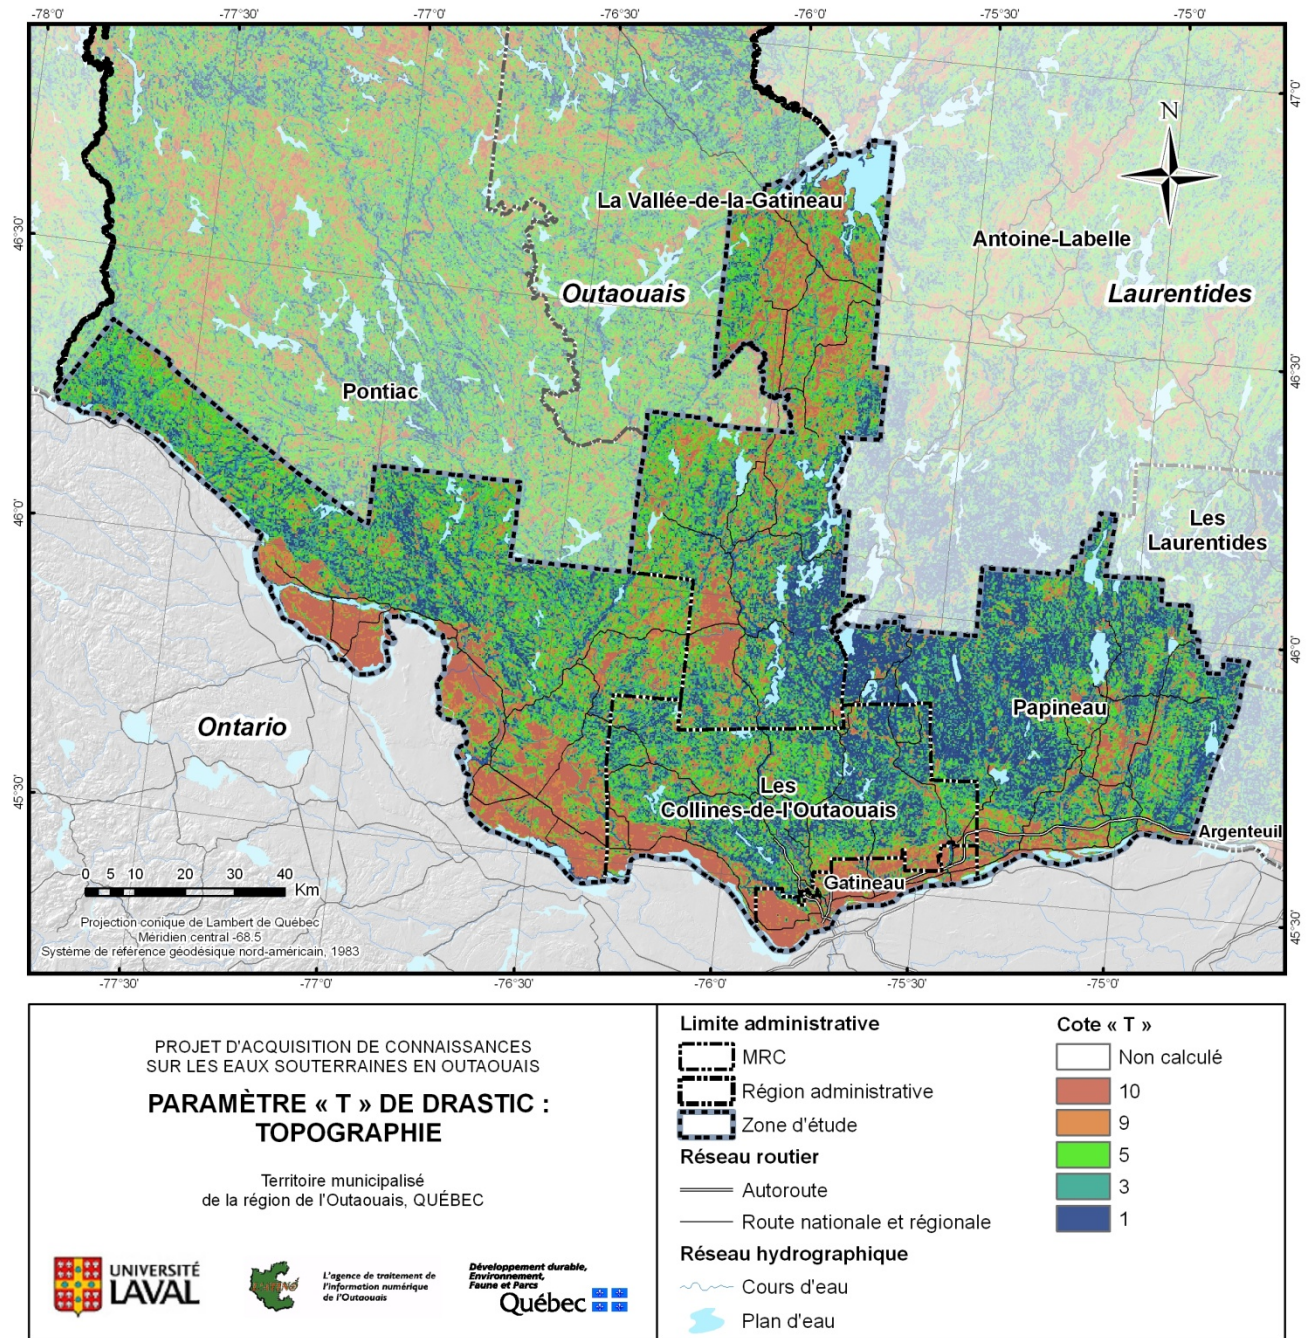 -78°0' -77°30' -77°0' -76°30' -76°0' -75°30' -75°0'
47°0'
N
La Vallée-de-la-Gatineau
46°30'
Antoine-Labelle
Outaouais
Laurentides
46°30'
Pontiac
46°0'
Les
Laurentides
46°0'
Papineau
Ontario
45°30'
Les
Collines-de-l'Outaouais
Argenteuil
Gatineau
0 5 10 20 30 40
Km
Projection conique de Lambert de Québec
Méridien central -68.5
Système de référence géodésique nord-américain, 1983
45°30'
-77°30' -77°0' -76°30' -76°0' -75°30' -75°0'
PROJET D'ACQUISITION DE CONNAISSANCES
SUR LES EAUX SOUTERRAINES EN OUTAOUAIS
PARAMÈTRE « T » DE DRASTIC :
TOPOGRAPHIE
Territoire municipalisé
de la région de l'Outaouais, QUÉBEC
UNIVERSITÉ
LAVAL
L'agence de traitement de
l'information numérique
de l'Outaouais
Développement durable,
Environnement,
Faune et Parcs
Québec
Limite administrative
MRC
Région administrative
Zone d'étude
Réseau routier
Autoroute
Route nationale et régionale
Réseau hydrographique
Cours d'eau
Plan d'eau
Cote « T »
Non calculé
10
9
5
3
1